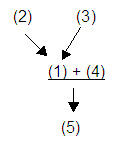 (2) (3)
(1) + (4)
(5)